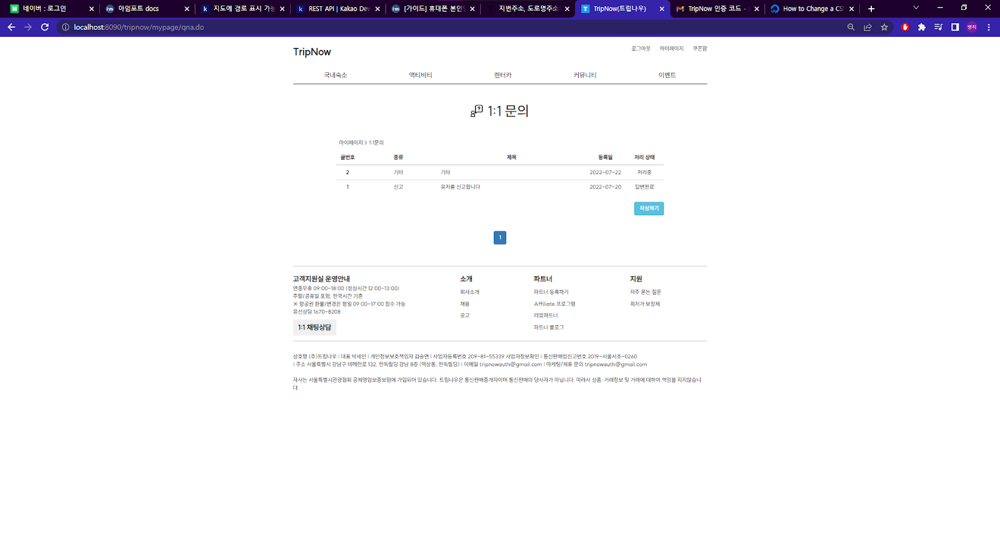 네이버 : 로그인
아임포트 docs
지도에 경로 표시 가능
REST API | Kakao Dev
[가이드] 휴대폰 본인
지번주소, 도로명주소
TripNow(트립나우)
TripNow 인증 코드 -
How to Change a CS
localhost:8090/tripnow/mypage/qna.do
병직
TripNow
로그아웃 마이페이지 쿠폰함
국내숙소 액티비티 렌터카 커뮤니티 이벤트
1:1 문의
마이페이지 > 1:1문의
글번호 종류 제목 등록일 처리 상태
2 기타 기타 2022-07-22 처리중
1 신고 유저를 신고합니다 2022-07-20 답변완료
작성하기
1
고객지원실 운영안내
연중무휴 09:00-18:00 (점심시간 12:00-13:00)
주말/공휴일 포함, 한국시간 기준
※ 항공권 환불/변경은 평일 09:00-17:00 접수 가능
유선상담 1670-8208
1:1 채팅상담
소개
회사소개
채용
공고
파트너
파트너 등록하기
Affiliate 프로그램
리얼파트너
파트너 블로그
지원
자주 묻는 질문
최저가 보장제
상호명 (주)트립나우 | 대표 박세인 | 개인정보보호책임자 김승연 | 사업자등록번호 209-81-55339 사업자정보확인 | 통신판매업신고번호 2019-서울서초-0260
| 주소 서울특별시 강남구 테헤란로 132, 한독빌딩 강남 8층 (역삼동, 한독빌딩) | 이메일 tripnowauth@gmail.com | 마케팅/제휴 문의 tripnowauth@gmail.com
자사는 서울특별시관광협회 공제영업보증보험에 가입되어 있습니다. 트립나우은 통신판매중개자이며 통신판매의 당사자가 아닙니다. 따라서 상품·거래정보 및 거래에 대하여 책임을 지지않습니
다.